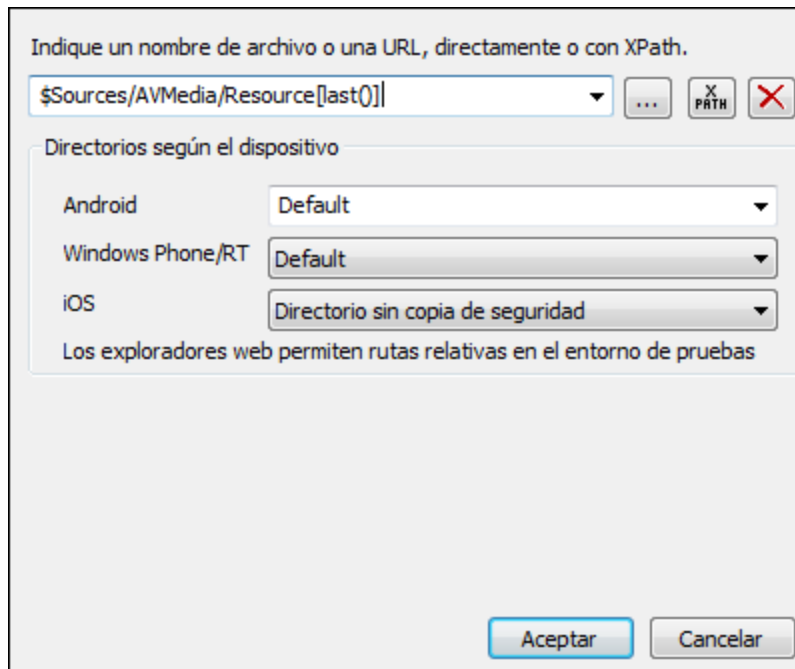 Indique un nombre de archivo o una URL, directamente o con XPath.
$Sources/AVMedia/Resource[last()]
...
X
PATH
Directorios según el dispositivo
Android Default
Windows Phone/RT Default
iOS Directorio sin copia de seguridad
Los exploradores web permiten rutas relativas en el entorno de pruebas
Aceptar Cancelar